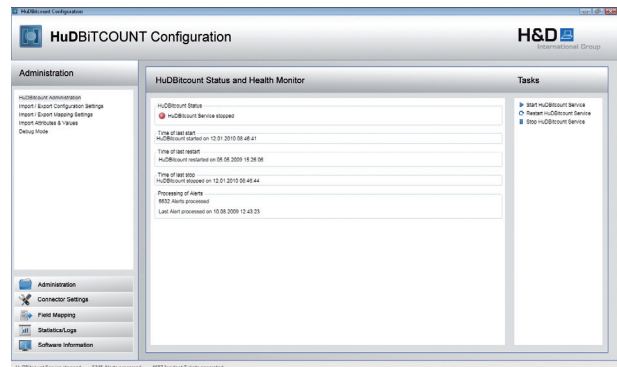 HuDBitcount Configuration
HuDBiTCOUNT Configuration
H&D
International Group
Administration
HuDBitcount Administration
Import / Export Configuration Settings
Import / Export Mapping Settings
Import Attributes & Values
Debug Mode
Administration
Connector Settings
Field Mapping
Statistics/Logs
Software Information
HuDBitcount Status and Health Monitor
HuDBitcount Status
HuDBitcount Service stopped
Time of last start
HuDBitcount started on 12.01.2010 08:46:41
Time of last restart
HuDBitcount restarted on 05.05.2009 15:26:06
Time of last stop
HuDBitcount stopped on 12.01.2010 08:46:44
Processing of Alerts
6632 Alerts processed
Last Alert processed on 10.08.2009 12:43:23
Tasks
Start HuDBitcount Service
Restart HuDBitcount Service
Stop HuDBitcount Service